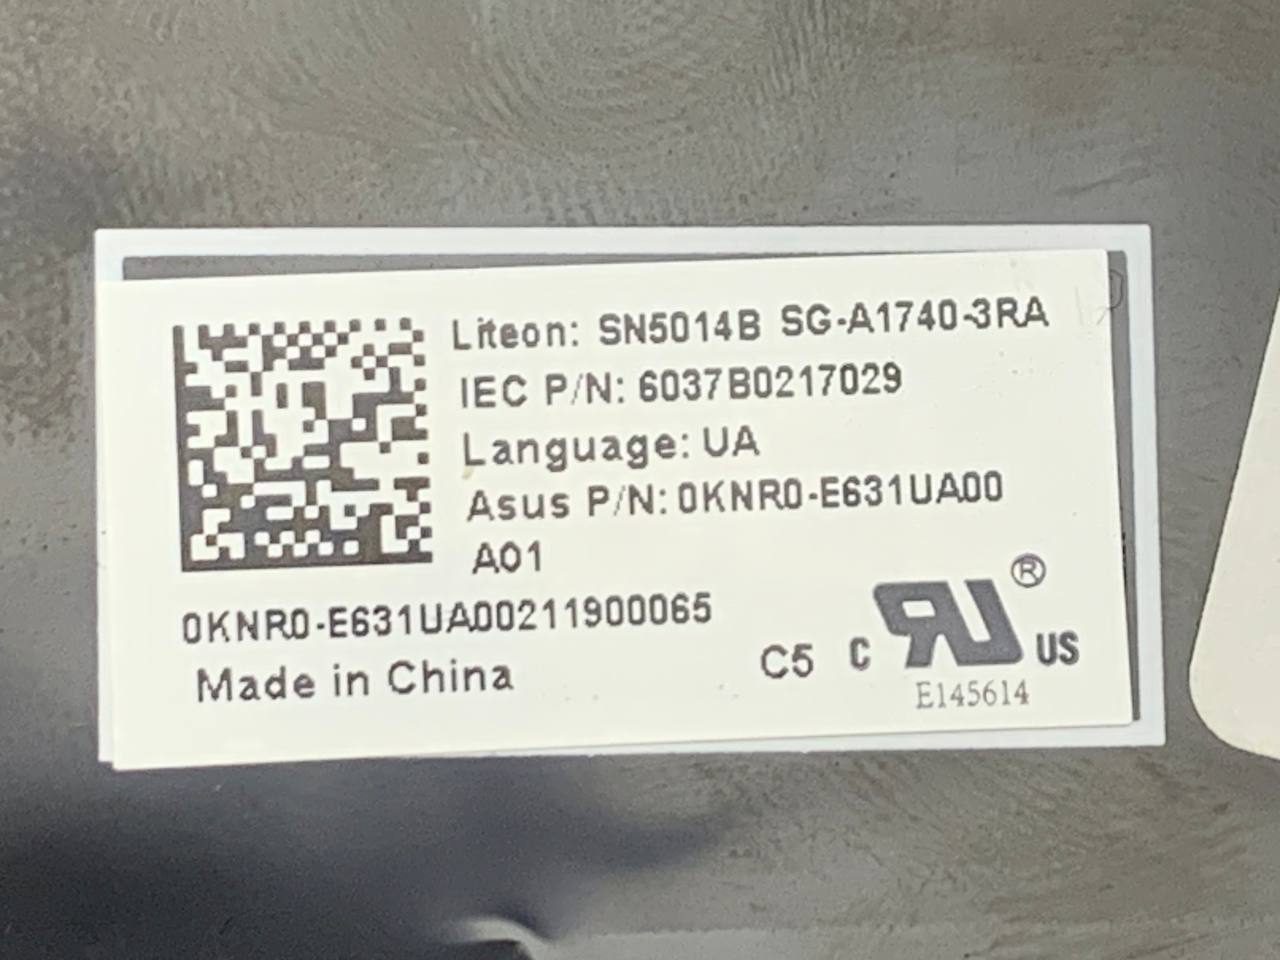 Liteon: SN5014B SG-A1740-3RA
IEC P/N: 6037B0217029
Language: UA
Asus P/N: 0KNR0-E631UA00
A01
0KNR0-E631UA00211900065
Made in China
C5 C RU® US
E145614